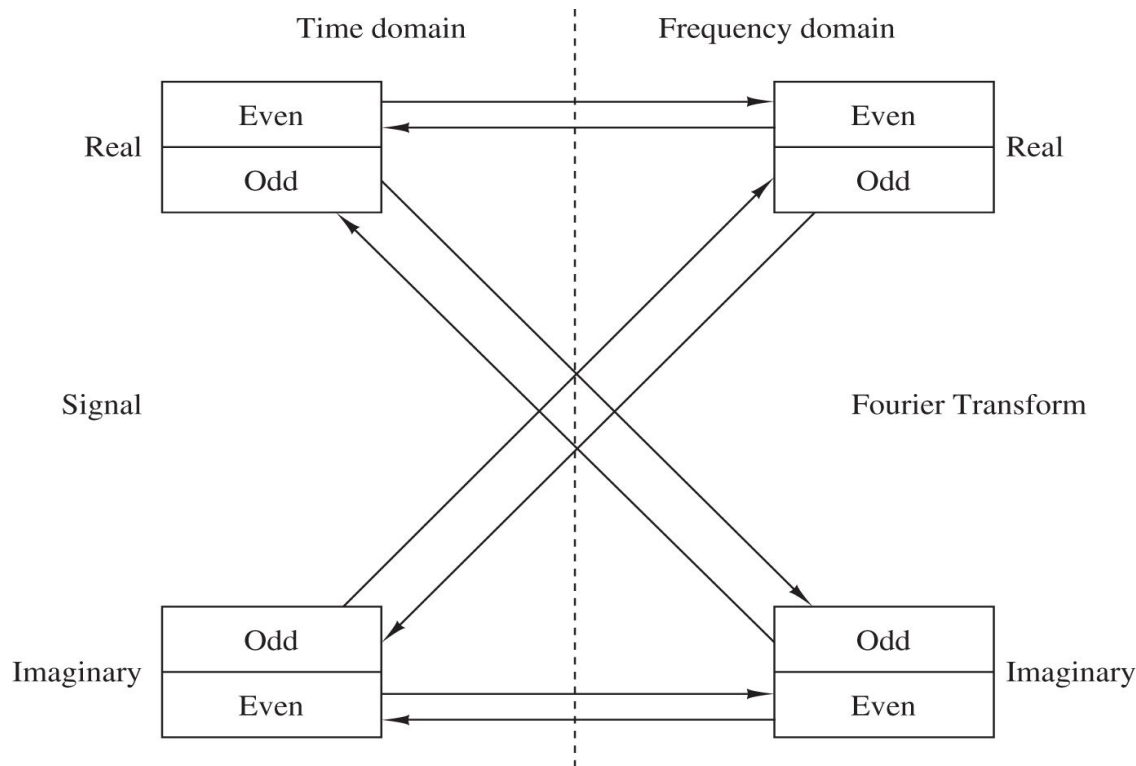 Time domain
Frequency domain
Even
Even
Real
Real
Odd
Odd
Signal
Fourier Transform
Odd
Odd
Imaginary
Imaginary
Even
Even